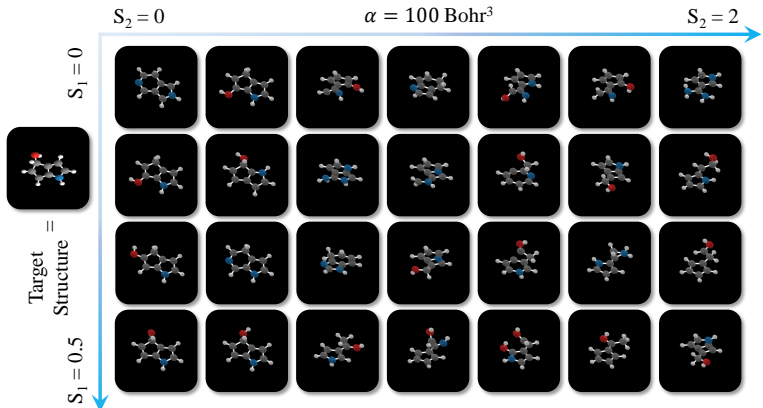 S₂ = 0
α = 100 Bohr³
S₂ = 2
S₁ = 0
Target
Structure
=
S₁ = 0.5